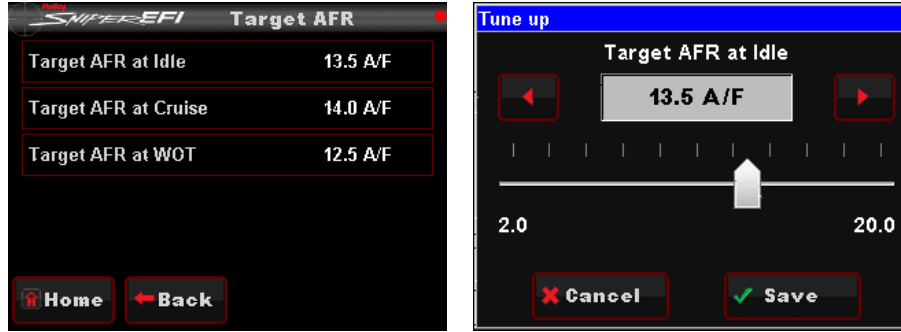 Holley
SNIPER EFI Target AFR
Target AFR at Idle 13.5 A/F
Target AFR at Cruise 14.0 A/F
Target AFR at WOT 12.5 A/F
Home Back
Tune up
Target AFR at Idle
13.5 A/F
2.0 20.0
Cancel Save